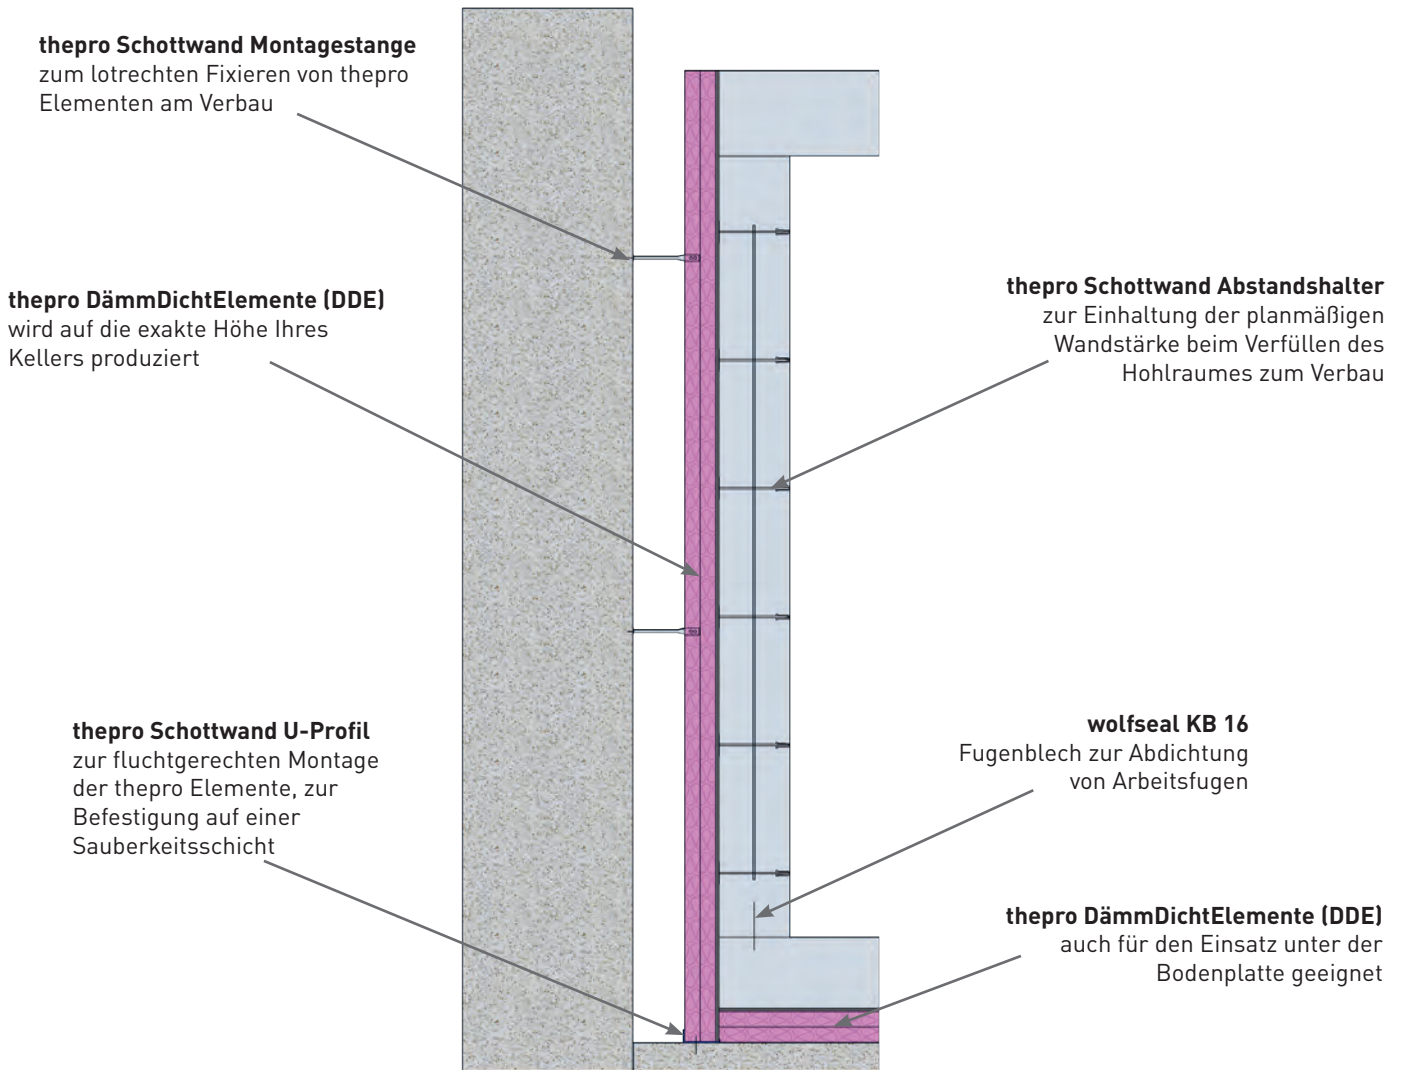 thepro Schottwand Montagestange
zum lotrechten Fixieren von thepro
Elementen am Verbau
thepro DämmDichtElemente (DDE)
wird auf die exakte Höhe Ihres
Kellers produziert
thepro Schottwand Abstandshalter
zur Einhaltung der planmäßigen
Wandstärke beim Verfüllen des
Hohlraumes zum Verbau
thepro Schottwand U-Profil
zur fluchtgerechten Montage
der thepro Elemente, zur
Befestigung auf einer
Sauberkeitsschicht
wolfseal KB 16
Fugenblech zur Abdichtung
von Arbeitsfugen
thepro DämmDichtElemente (DDE)
auch für den Einsatz unter der
Bodenplatte geeignet